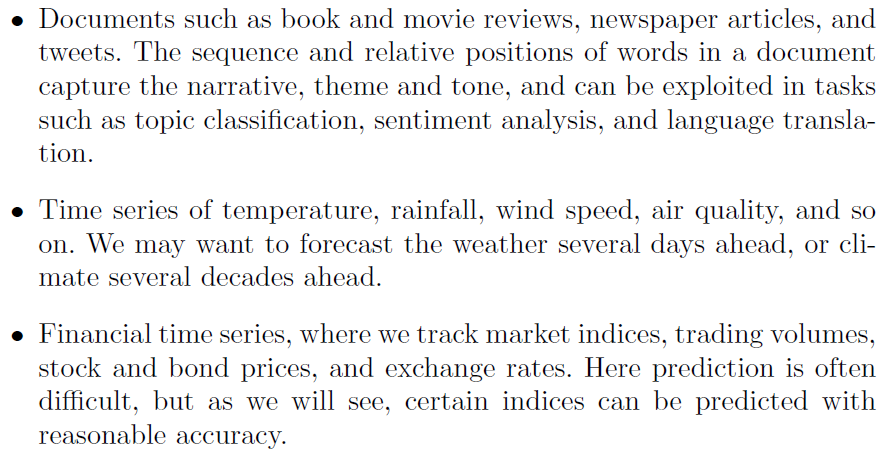 • Documents such as book and movie reviews, newspaper articles, and
tweets. The sequence and relative positions of words in a document
capture the narrative, theme and tone, and can be exploited in tasks
such as topic classification, sentiment analysis, and language transla-
tion.
• Time series of temperature, rainfall, wind speed, air quality, and so
on. We may want to forecast the weather several days ahead, or cli-
mate several decades ahead.
• Financial time series, where we track market indices, trading volumes,
stock and bond prices, and exchange rates. Here prediction is often
difficult, but as we will see, certain indices can be predicted with
reasonable accuracy.